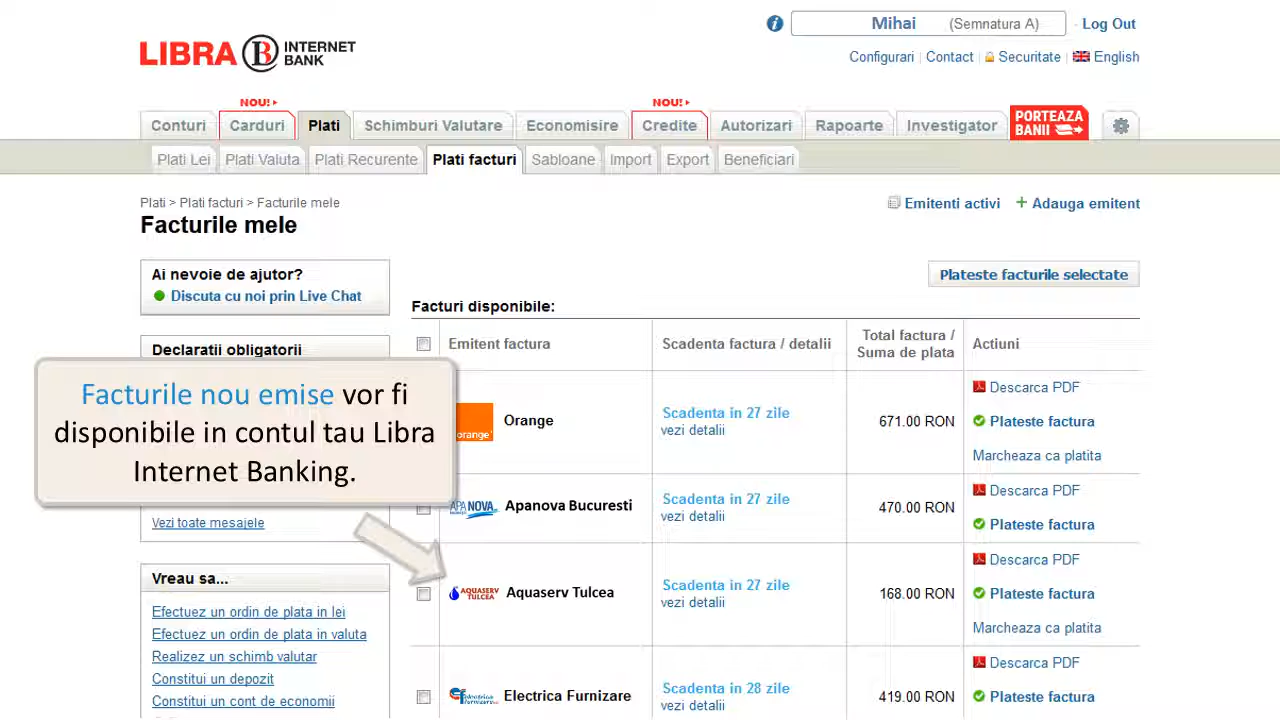 Mihai (Semnatura A) Log Out
LIBRA B INTERNET BANK
Configurari Contact Securitate English
NOU! NOU!
Conturi Carduri Plati Schimburi Valutare Economisire Credite Autorizari Rapoarte Investigator PORTEAZA BANII
Plati Lei Plati Valuta Plati Recurente Plati facturi Sabloane Import Export Beneficiari
Plati > Plati facturi > Facturile mele
Emitenti activi + Adauga emitent
Facturile mele
Ai nevoie de ajutor?
Discuta cu noi prin Live Chat
Declaratii obligatorii
Facturile nou emise vor fi
disponibile in contul tau Libra
Internet Banking.
Vezi toate mesajele
Vreau sa...
Efectuez un ordin de plata in lei
Efectuez un ordin de plata in valuta
Realizez un schimb valutar
Constitui un depozit
Constitui un cont de economii
Plateste facturile selectate
Facturi disponibile:
Emitent factura Scadenta factura / detalii Total factura / Suma de plata Actiuni
Descarca PDF
orange Orange Scadenta in 27 zile 671.00 RON Plateste factura
vezi detalii
Marcheaza ca platita
Descarca PDF
APA NOVA Apanova Bucuresti Scadenta in 27 zile 470.00 RON
vezi detalii
Plateste factura
Descarca PDF
AQUASERV TULCEA Aquaserv Tulcea Scadenta in 27 zile 168.00 RON Plateste factura
vezi detalii
Marcheaza ca platita
Descarca PDF
Electrica Furnizare Scadenta in 28 zile 419.00 RON Plateste factura
vezi detalii